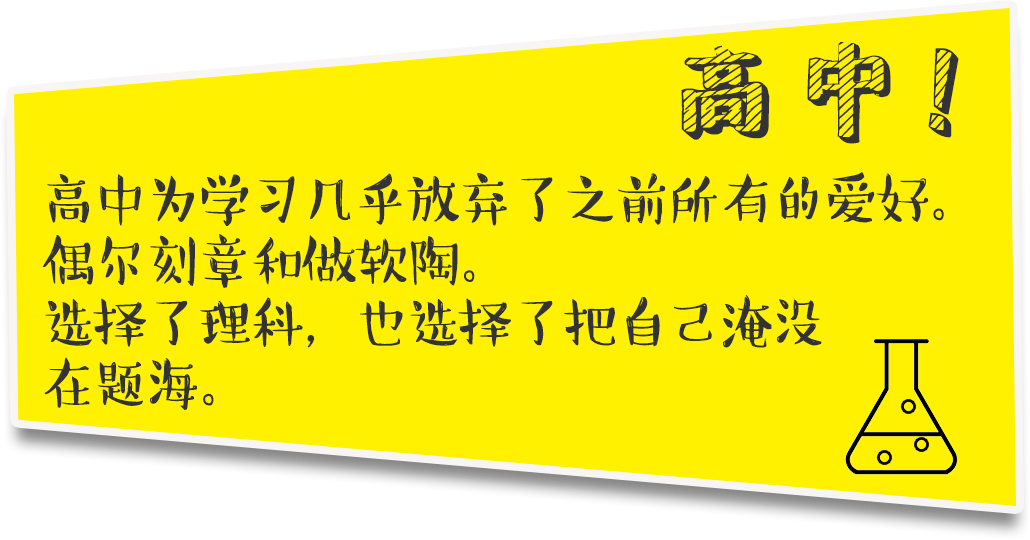 高中！
高中为学习几乎放弃了之前所有的爱好。
偶尔刻章和做软陶。
选择了理科，也选择了把自己淹没
在题海。